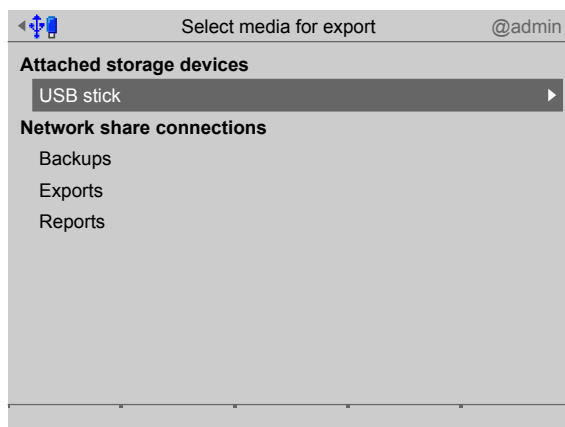 Select media for export @admin
Attached storage devices
USB stick
Network share connections
Backups
Exports
Reports